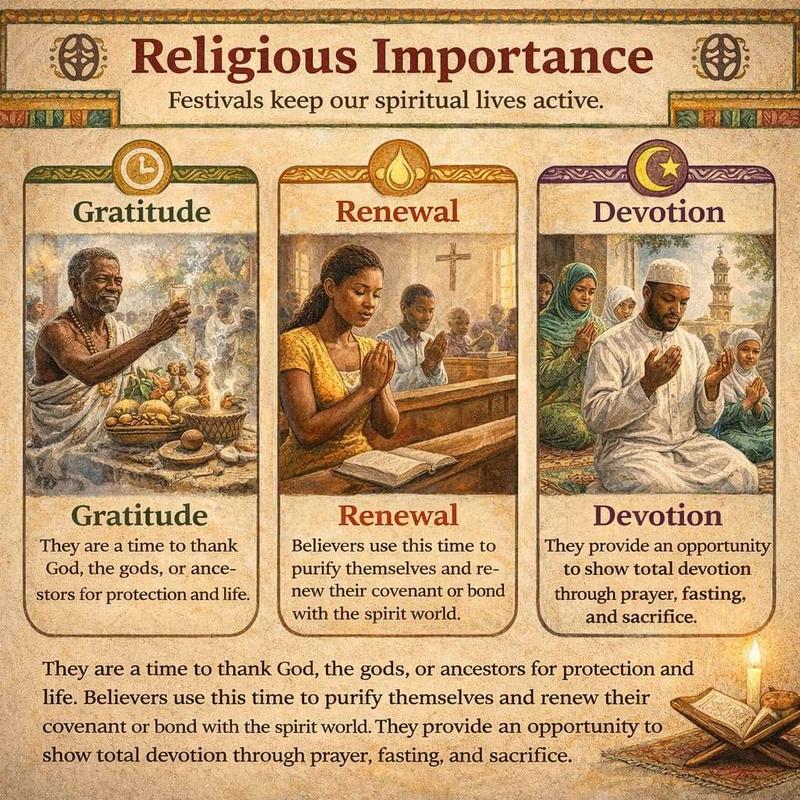 Religious Importance
Festivals keep our spiritual lives active.
Gratitude
Gratitude
They are a time to thank
God, the gods, or ance-
stors for protection and life.
Renewal
Renewal
Believers use this time to
purify themselves and re-
new their covenant or bond
with the spirit world.
Devotion
Devotion
They provide an opportunity
to show total devotion
through prayer, fasting,
and sacrifice.
They are a time to thank God, the gods, or ancestors for protection and
life. Believers use this time to purify themselves and renew their
covenant or bond with the spirit world. They provide an opportunity to
show total devotion through prayer, fasting, and sacrifice.